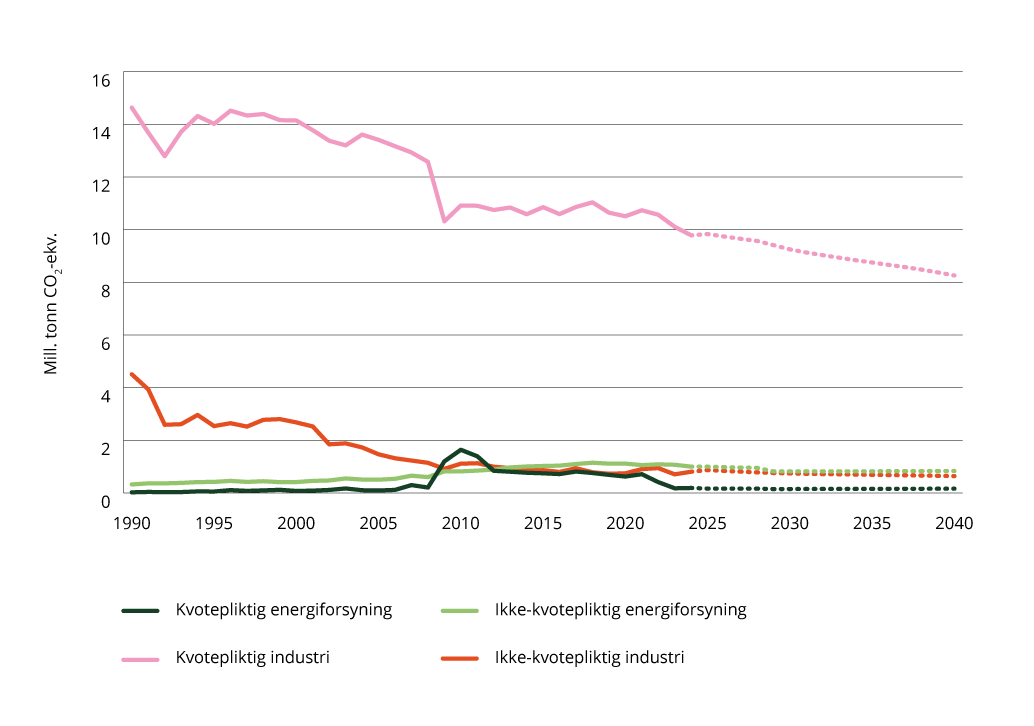 16
14
12
10
8
6
4
2
0
Mill. tonn CO2-ekv.
1990 1995 2000 2005 2010 2015 2020 2025 2030 2035 2040
Kvotepliktig energiforsyning Ikke-kvotepliktig energiforsyning
Kvotepliktig industri Ikke-kvotepliktig industri